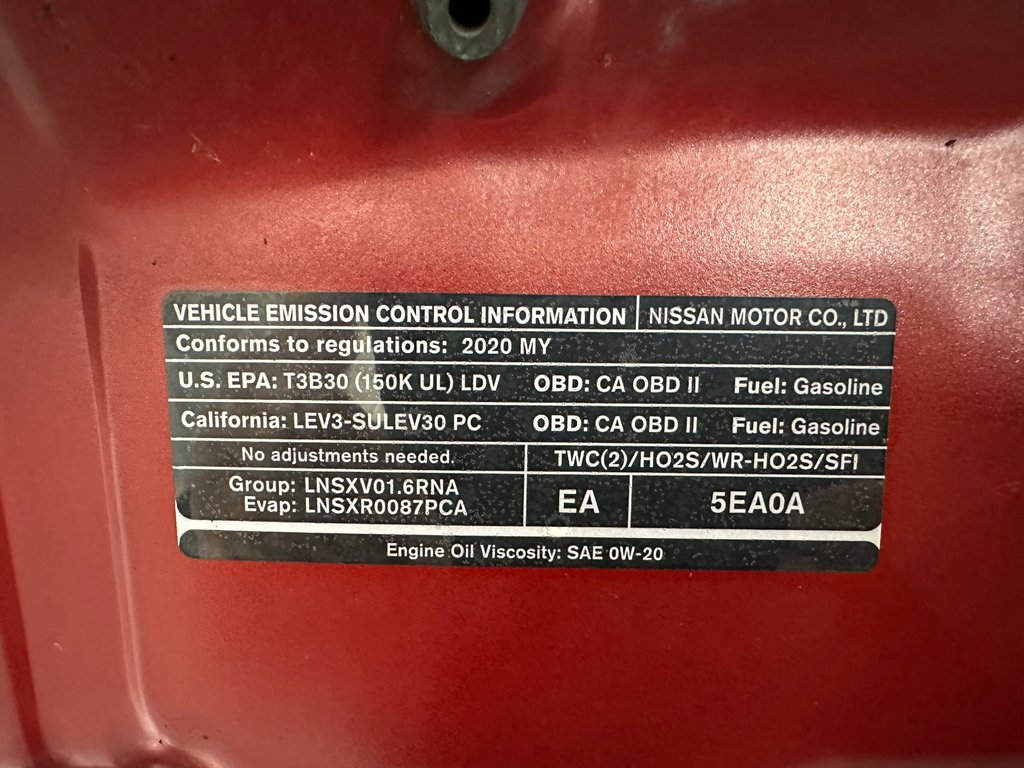 VEHICLE EMISSION CONTROL INFORMATION NISSAN MOTOR CO., LTD
Conforms to regulations: 2020 MY
U.S. EPA: T3B30 (150K UL) LDV OBD: CA OBD II Fuel: Gasoline
California: LEV3-SULEV30 PC OBD: CA OBD II Fuel: Gasoline
No adjustments needed. TWC(2)/HO2S/WR-HO2S/SFI
Group: LNSXV01.6RNA
Evap: LNSXR0087PCA
EA 5EA0A
Engine Oil Viscosity: SAE 0W-20